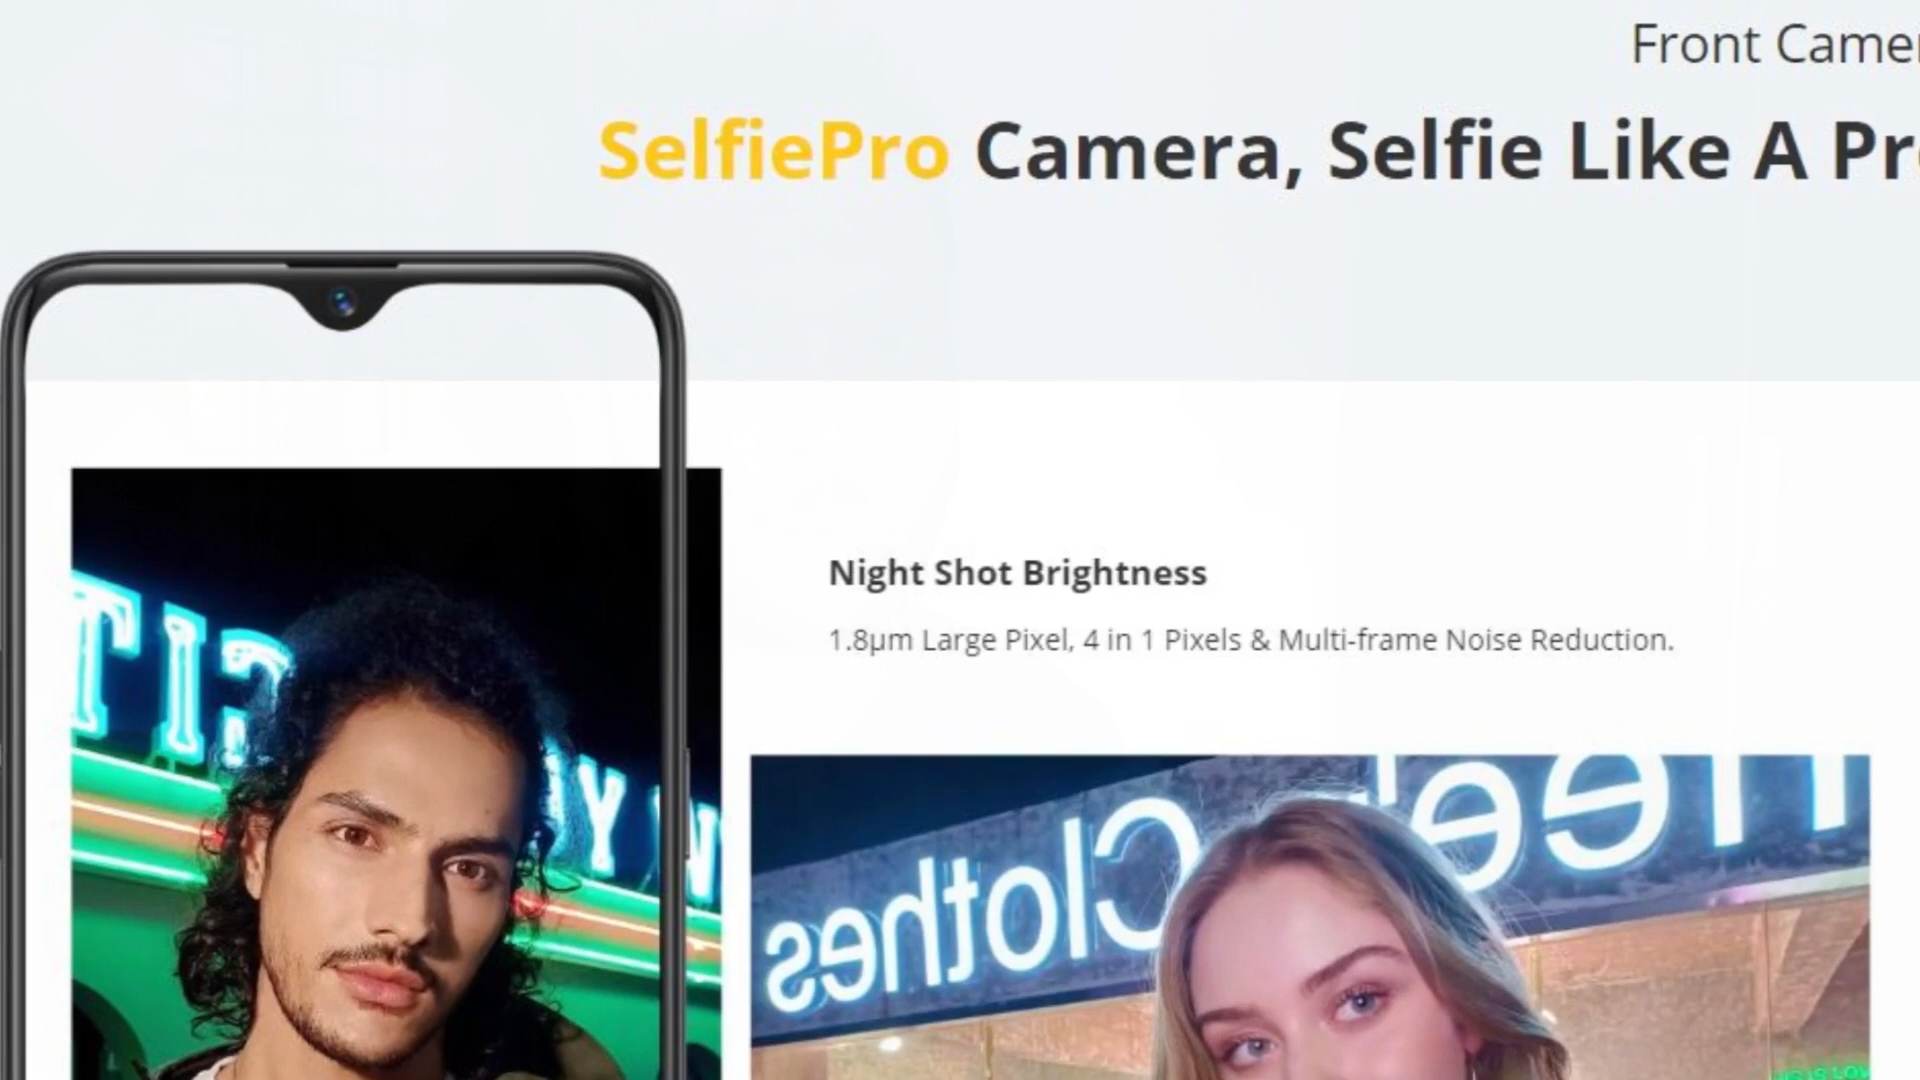 Front Camer
SelfiePro Camera, Selfie Like A Pro
Night Shot Brightness
1.8µm Large Pixel, 4 in 1 Pixels & Multi-frame Noise Reduction.
Clothes